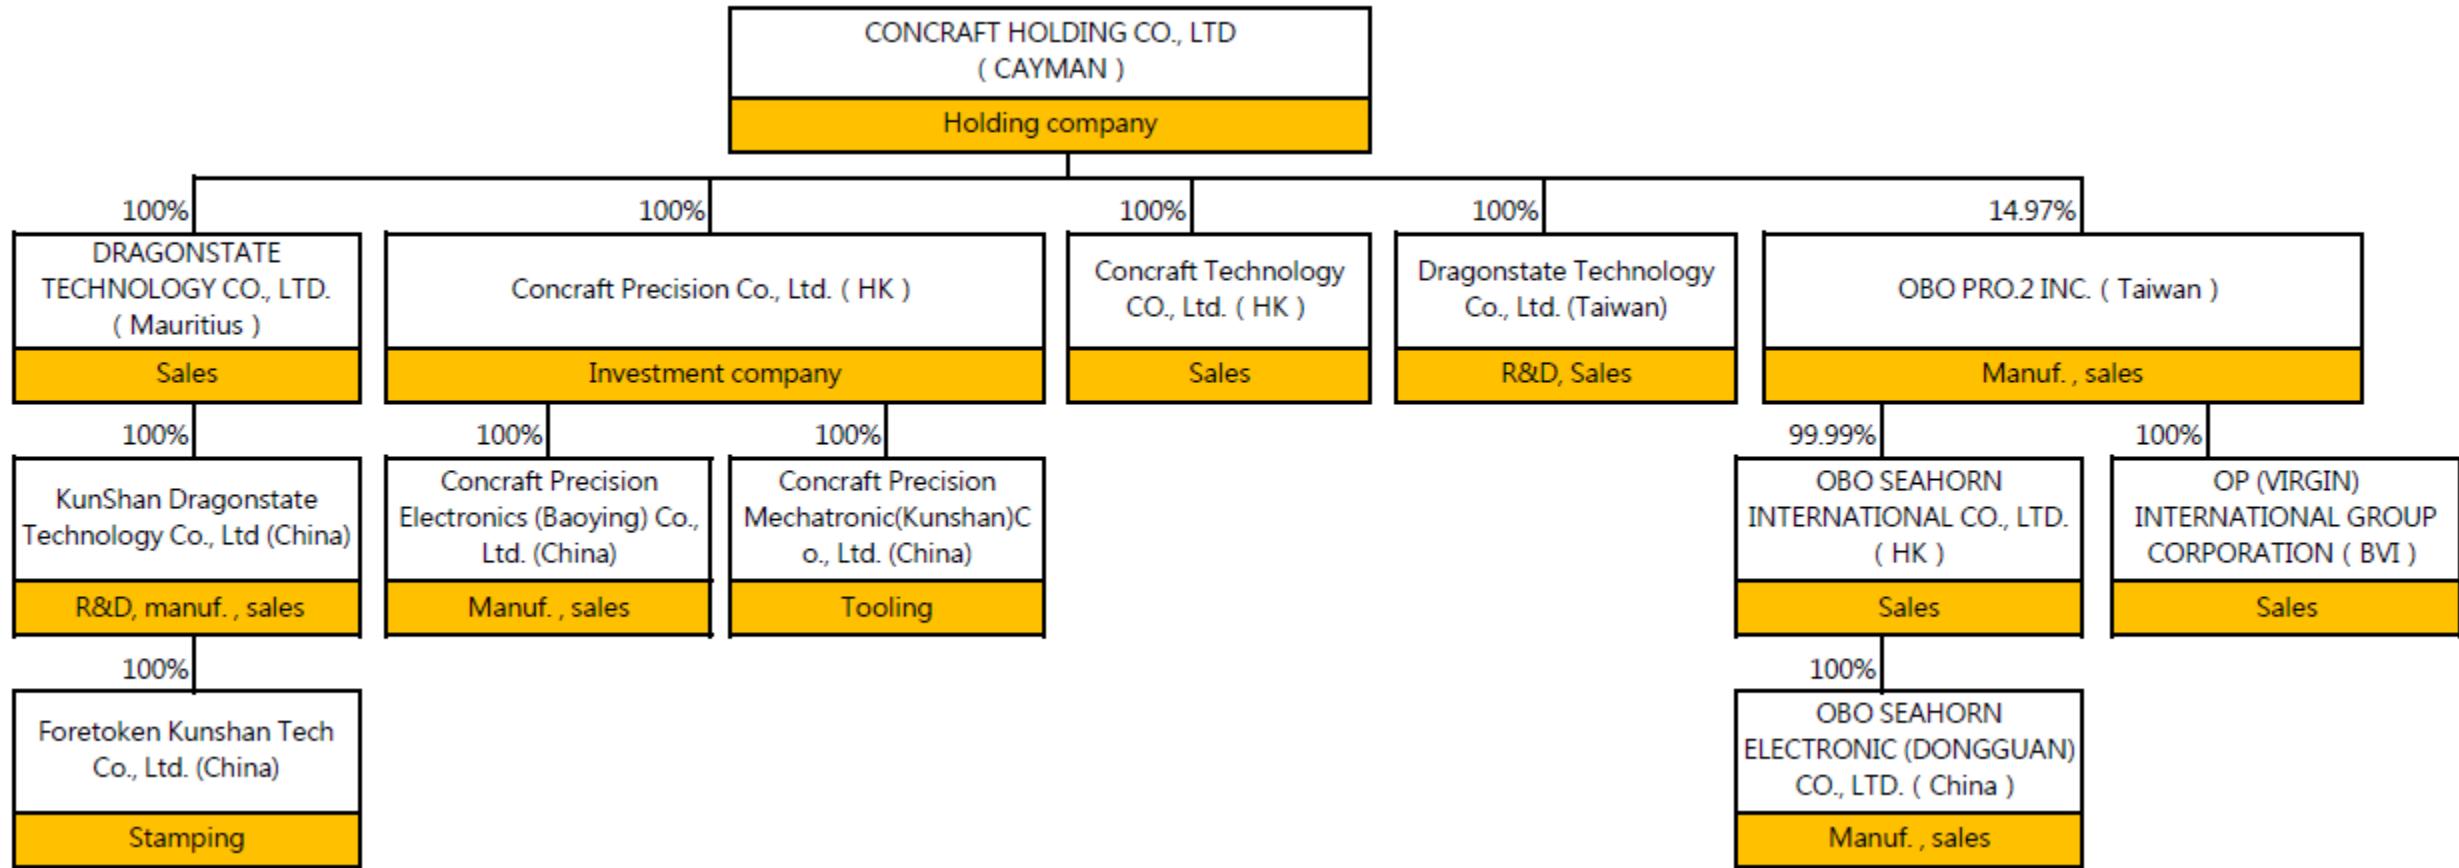 CONCRAFT HOLDING CO., LTD
( CAYMAN )
Holding company
100%
100%
100%
100%
14.97%
DRAGONSTATE
TECHNOLOGY CO., LTD.
( Mauritius )
Sales
Concraft Precision Co., Ltd. ( HK )
Investment company
Concraft Technology
CO., Ltd. ( HK )
Sales
Dragonstate Technology
Co., Ltd. (Taiwan)
R&D, Sales
OBO PRO.2 INC. ( Taiwan )
Manuf. , sales
100%
100%
100%
99.99%
100%
KunShan Dragonstate
Technology Co., Ltd (China)
R&D, manuf. , sales
Concraft Precision
Electronics (Baoying) Co.,
Ltd. (China)
Manuf. , sales
Concraft Precision
Mechatronic(Kunshan)C
o., Ltd. (China)
Tooling
OBO SEAHORN
INTERNATIONAL CO., LTD.
( HK )
Sales
OP (VIRGIN)
INTERNATIONAL GROUP
CORPORATION ( BVI )
Sales
100%
100%
Foretoken Kunshan Tech
Co., Ltd. (China)
Stamping
OBO SEAHORN
ELECTRONIC (DONGGUAN)
CO., LTD. ( China )
Manuf. , sales